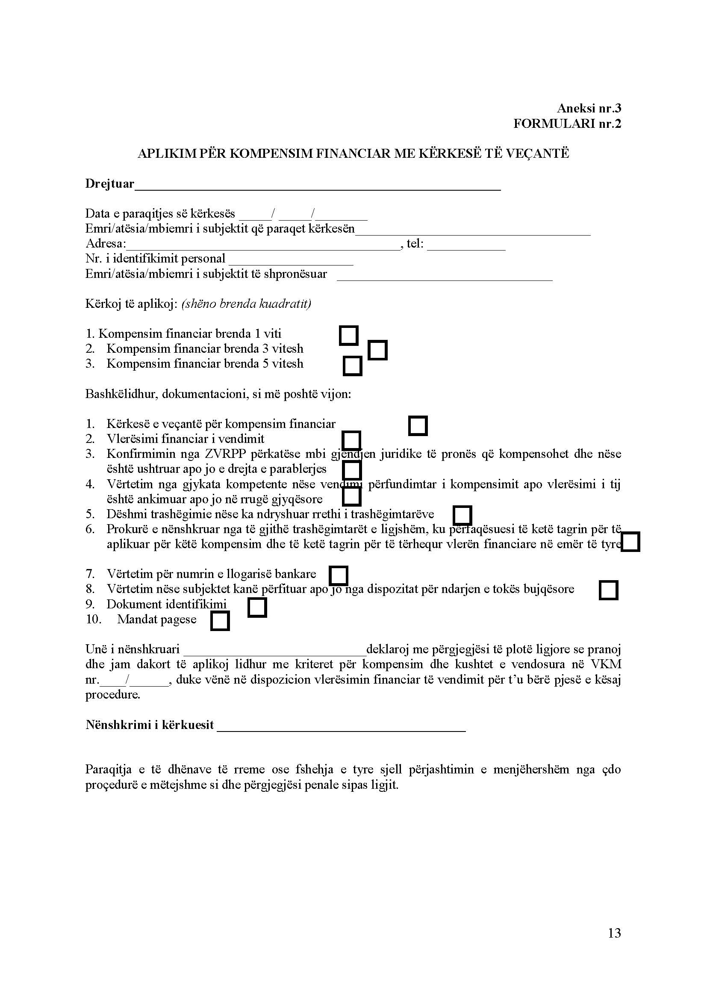 Aneksi nr.3
FORMULARI nr.2
APLIKIM PËR KOMPENSIM FINANCIAR ME KËRKESË TË VEÇANTË
Drejtuar________________________________________________________
Data e paraqitjes së kërkesës _____/ _____/________
Emri/atësia/mbiemri i subjektit që paraqet kërkesën____________________________________
Adresa:__________________________________________, tel: ____________
Nr. i identifikimit personal ___________________
Emri/atësia/mbiemri i subjektit të shpronësuar _________________________________
Kërkoj të aplikoj: (shëno brenda kuadratit)
1. Kompensim financiar brenda 1 viti
2. Kompensim financiar brenda 3 vitesh
3. Kompensim financiar brenda 5 vitesh
Bashkëlidhur, dokumentacioni, si më poshtë vijon:
1. Kërkesë e veçantë për kompensim financiar
2. Vlerësimi financiar i vendimit
3. Konfirmimin nga ZVRPP përkatëse mbi gjendjen juridike të pronës që kompensohet dhe nëse
është ushtruar apo jo e drejta e parablerjes
4. Vërtetim nga gjykata kompetente nëse vendimi përfundimtar i kompensimit apo vlerësimi i tij
është ankimuar apo jo në rrugë gjyqësore
5. Dëshmi trashëgimie nëse ka ndryshuar rrethi i trashëgimtarëve
6. Prokurë e nënshkruar nga të gjithë trashëgimtarët e ligjshëm, ku përfaqësuesi të ketë tagrin për të
aplikuar për këtë kompensim dhe të ketë tagrin për të tërhequr vlerën financiare në emër të tyre
7. Vërtetim për numrin e llogarisë bankare
8. Vërtetim nëse subjektet kanë përfituar apo jo nga dispozitat për ndarjen e tokës bujqësore
9. Dokument identifikimi
10. Mandat pagese
Unë i nënshkruari ____________________________deklaroj me përgjegjësi të plotë ligjore se pranoj
dhe jam dakort të aplikoj lidhur me kriteret për kompensim dhe kushtet e vendosura në VKM
nr.____/______, duke vënë në dispozicion vlerësimin financiar të vendimit për t’u bërë pjesë e kësaj
procedure.
Nënshkrimi i kërkuesit ______________________________________
Paraqitja e të dhënave të rreme ose fshehja e tyre sjell përjashtimin e menjëhershëm nga çdo
proçedurë e mëtejshme si dhe përgjegjësi penale sipas ligjit.
13